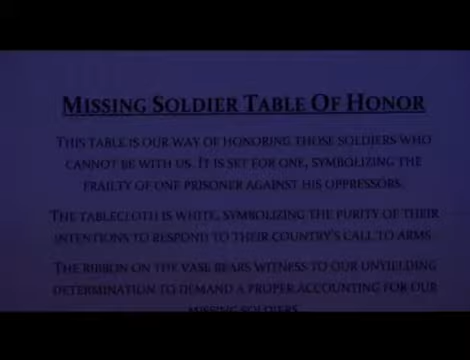 MISSING SOLDIER TABLE OF HONOR
THIS TABLE IS OUR WAY OF HONORING THOSE SOLDIERS WHO
CANNOT BE WITH US. IT IS SET FOR ONE, SYMBOLIZING THE
FRAILTY OF ONE PRISONER AGAINST HIS OPPRESSORS.
THE TABLECLOTH IS WHITE, SYMBOLIZING THE PURITY OF THEIR
INTENTIONS TO RESPOND TO THEIR COUNTRY'S CALL TO ARMS.
THE RIBBON ON THE VASE BEARS WITNESS TO OUR UNYIELDING
DETERMINATION TO DEMAND A PROPER ACCOUNTING FOR OUR
MISSING SOLDIERS.